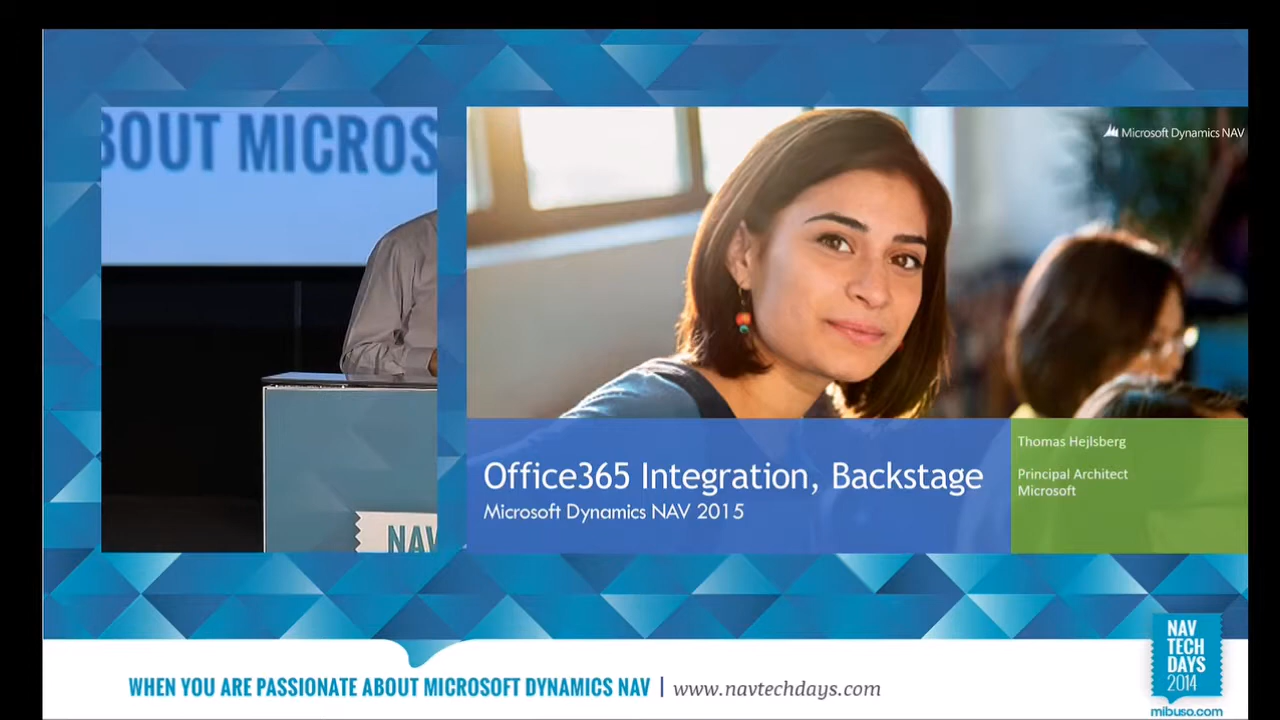 BOUT MICROS
Microsoft Dynamics NAV
Thomas Hejlsberg
Office365 Integration, Backstage
Principal Architect
Microsoft
Microsoft Dynamics NAV 2015
NAV
WHEN YOU ARE PASSIONATE ABOUT MICROSOFT DYNAMICS NAV | www.navtechdays.com
NAV
TECH
DAYS
2014
mibuso.com